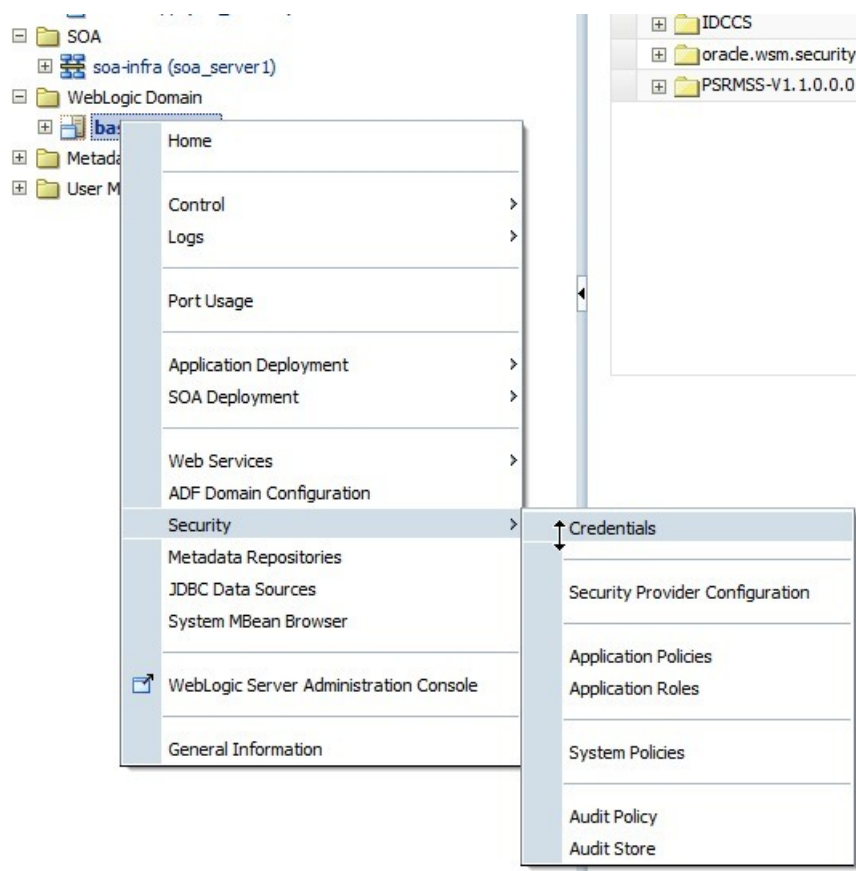 SOA
soa-infra (soa_server1)
WebLogic Domain
Home
Control
Logs
Port Usage
Application Deployment
SOA Deployment
Web Services
ADF Domain Configuration
Security
Metadata Repositories
JDBC Data Sources
System MBean Browser
WebLogic Server Administration Console
General Information
Credentials
Security Provider Configuration
Application Policies
Application Roles
System Policies
Audit Policy
Audit Store
IDCCS
oracle.wsm.security
PSRMSS-V1.1.0.0.0